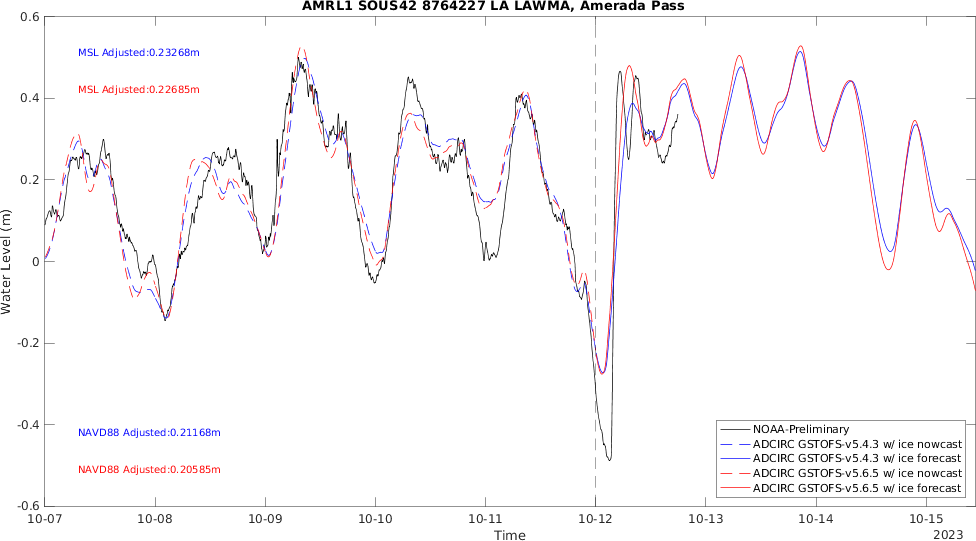 AMRL1 SOUS42 8764227 LA LAWMA, Amerada Pass
0.6
MSL Adjusted:0.23268m
MSL Adjusted:0.22685m
0.4
0.2
0
Water Level (m)
-0.2
-0.4
NAVD88 Adjusted:0.21168m
NAVD88 Adjusted:0.20585m
-0.6
NOAA-Preliminary
ADCIRC GSTOFS-v5.4.3 w/ ice nowcast
ADCIRC GSTOFS-v5.4.3 w/ ice forecast
ADCIRC GSTOFS-v5.6.5 w/ ice nowcast
ADCIRC GSTOFS-v5.6.5 w/ ice forecast
10-07 10-08 10-09 10-10 10-11 10-12 10-13 10-14 10-15
Time
2023